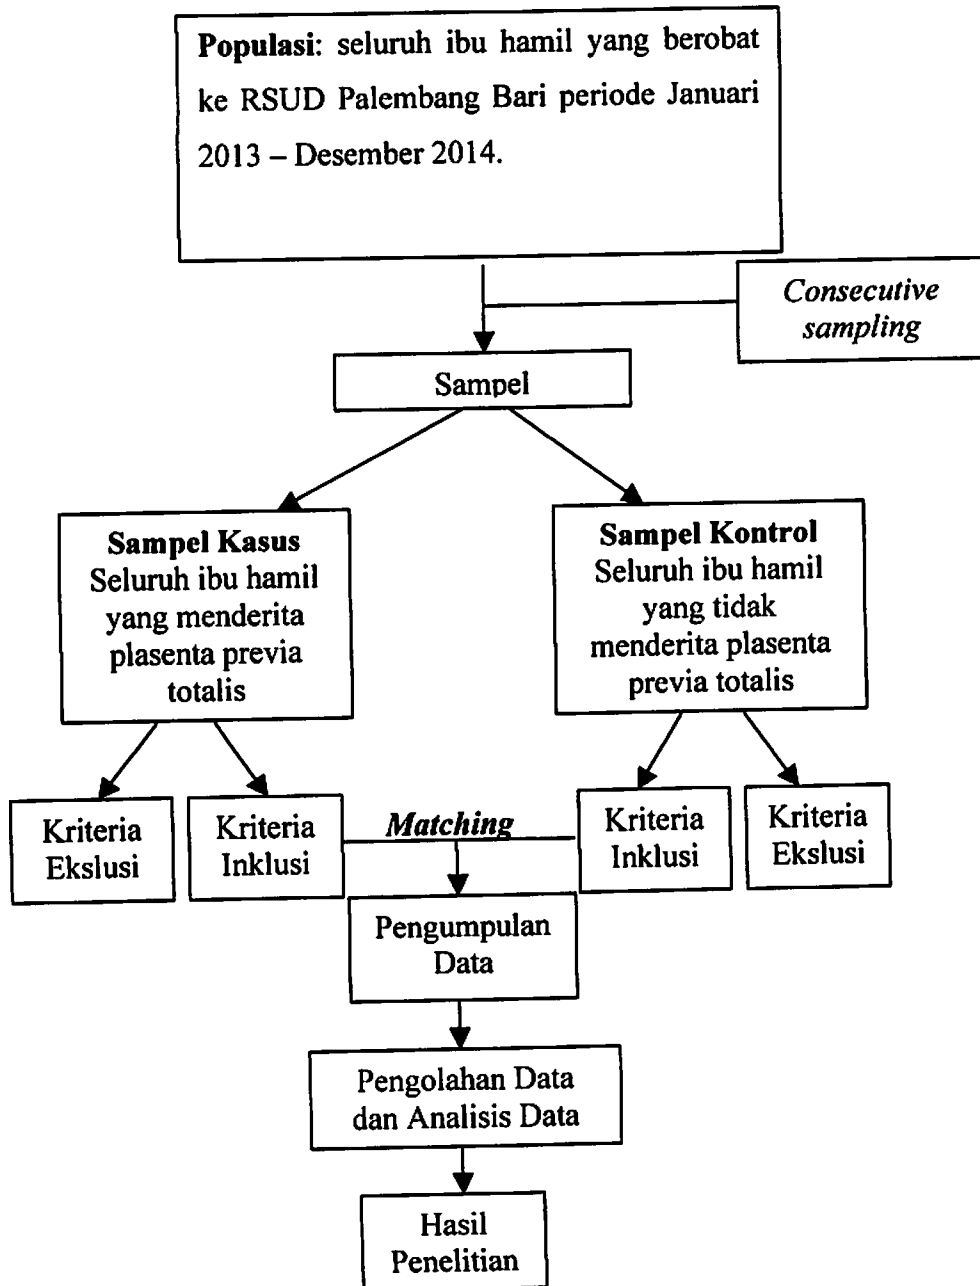 Populasi: seluruh ibu hamil yang berobat
ke RSUD Palembang Bari periode Januari
2013 – Desember 2014.
Consecutive
sampling
Sampel
Sampel Kasus
Seluruh ibu hamil
yang menderita
plasenta previa
totalis
Sampel Kontrol
Seluruh ibu hamil
yang tidak
menderita plasenta
previa totalis
Kriteria
Ekslusi
Kriteria
Inklusi
Matching
Kriteria
Inklusi
Kriteria
Ekslusi
Pengumpulan
Data
Pengolahan Data
dan Analisis Data
Hasil
Penelitian